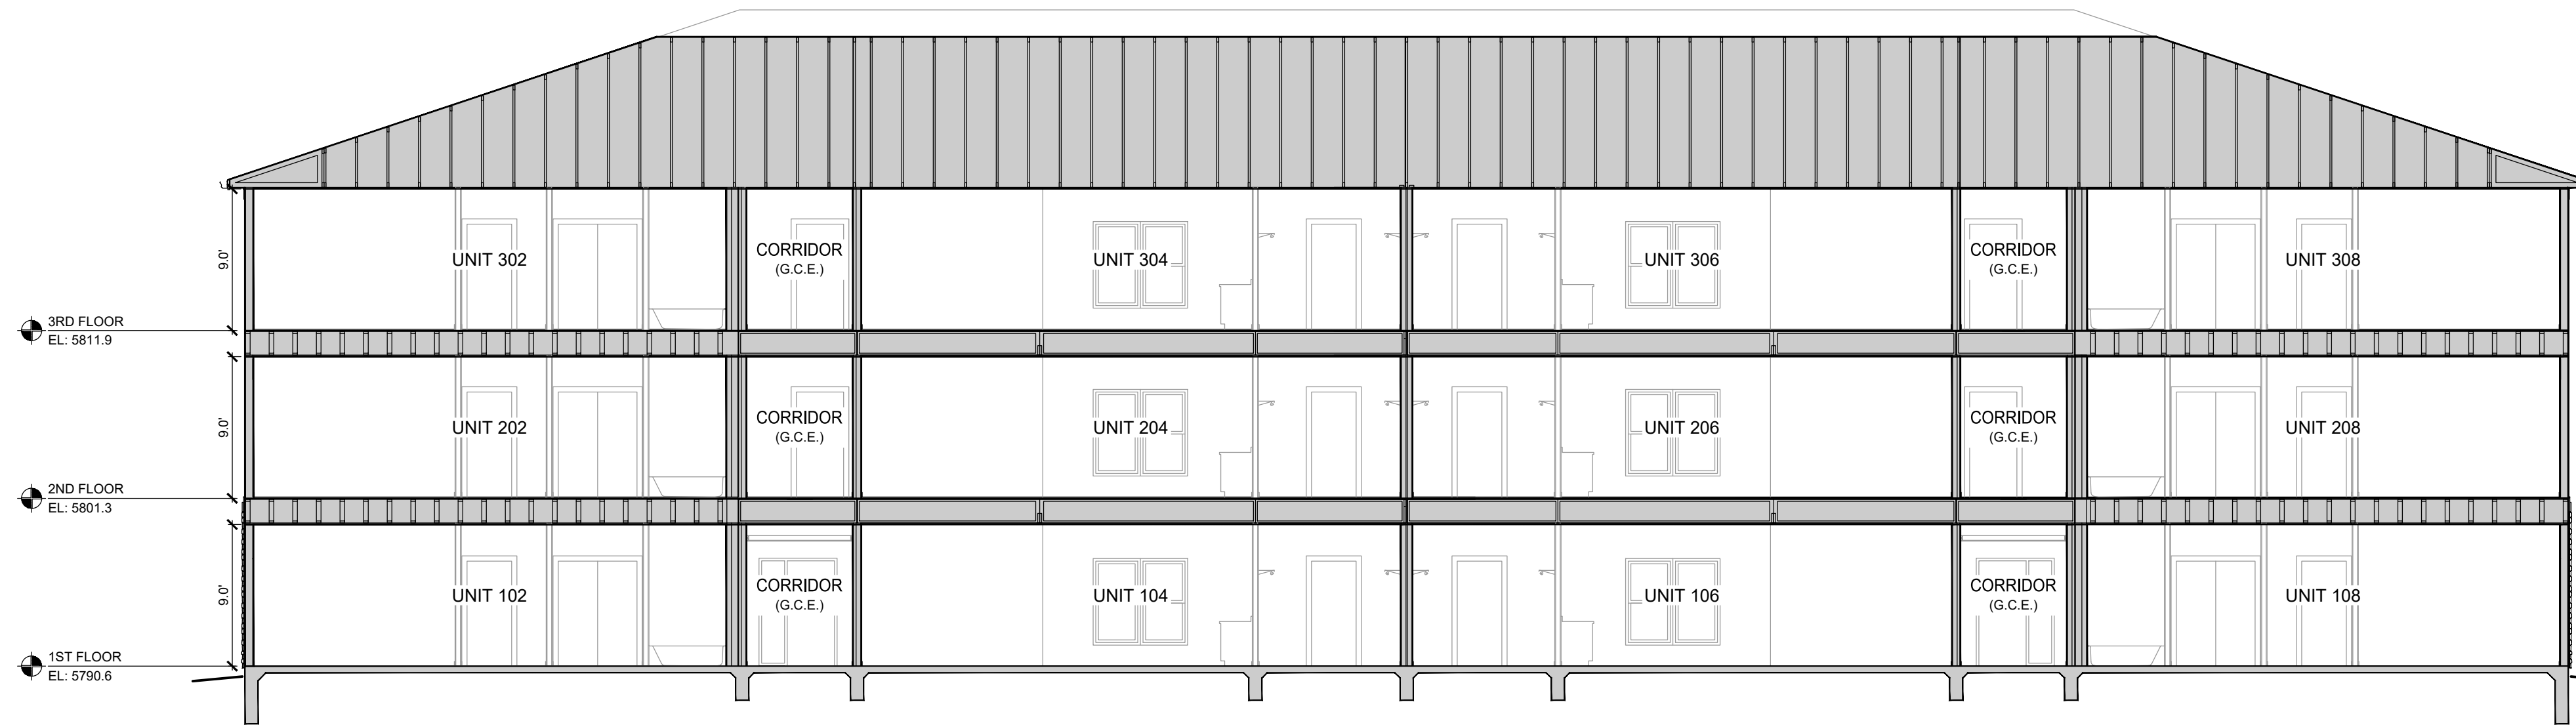 UNIT 302
CORRIDOR
(G.C.E.)
UNIT 304
UNIT 306
CORRIDOR
(G.C.E.)
UNIT 308
9.0'
3RD FLOOR
EL: 5811.9
UNIT 202
CORRIDOR
(G.C.E.)
UNIT 204
UNIT 206
CORRIDOR
(G.C.E.)
UNIT 208
9.0'
2ND FLOOR
EL: 5801.3
UNIT 102
CORRIDOR
(G.C.E.)
UNIT 104
UNIT 106
CORRIDOR
(G.C.E.)
UNIT 108
9.0'
1ST FLOOR
EL: 5790.6